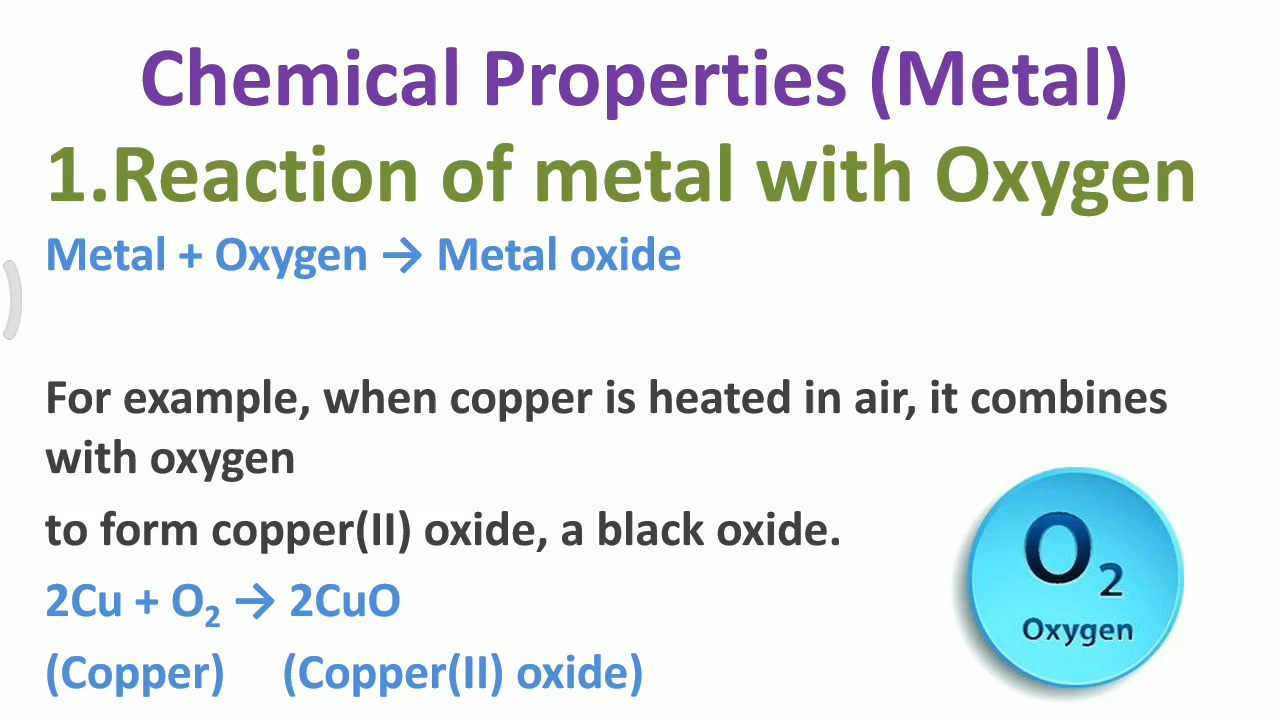 Chemical Properties (Metal)
1.Reaction of metal with Oxygen
Metal + Oxygen → Metal oxide
For example, when copper is heated in air, it combines
with oxygen
to form copper(II) oxide, a black oxide.
2Cu + O₂ → 2CuO
(Copper) (Copper(II) oxide)
O₂
Oxygen